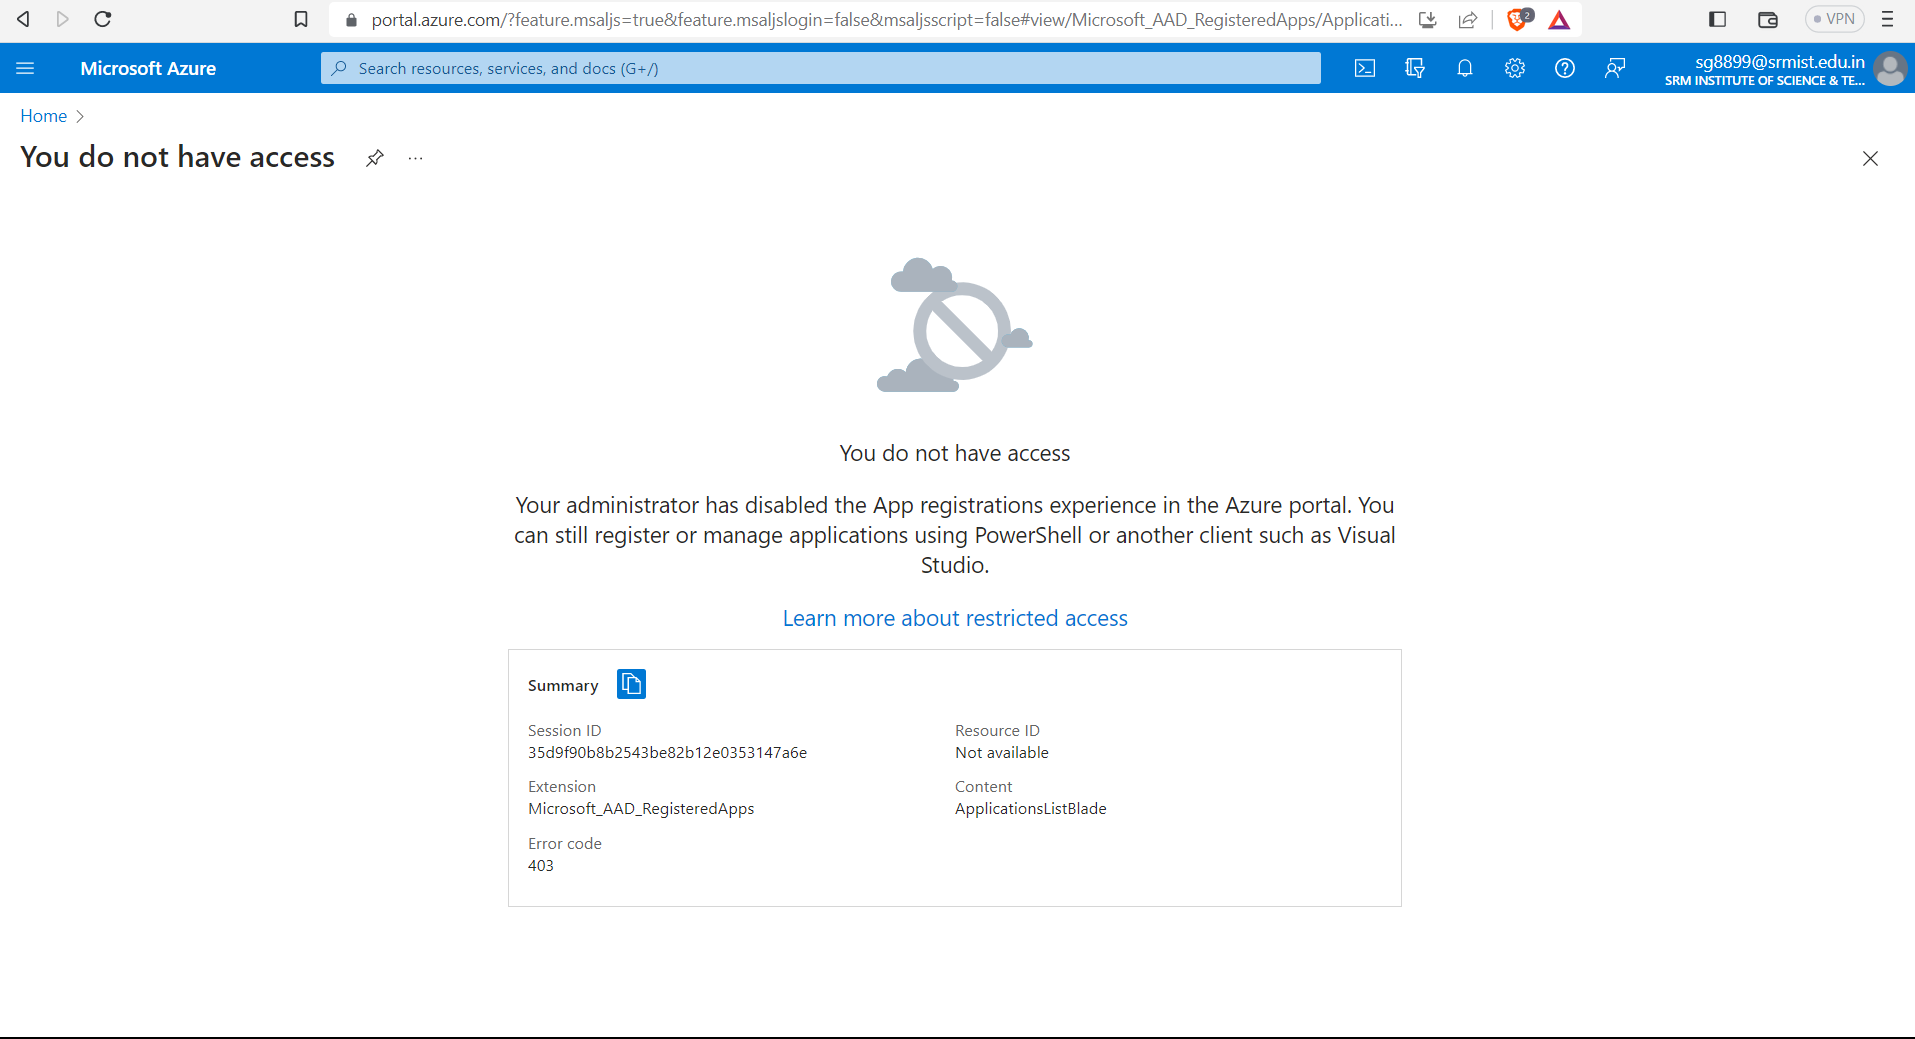 portal.azure.com/?feature.msaljs=true&feature.msaljslogin=false&msaljsscript=false#view/Microsoft_AAD_RegisteredApps/Applicati...
2
VPN
Microsoft Azure
Search resources, services, and docs (G+/)
sg8899@srmist.edu.in
SRM INSTITUTE OF SCIENCE & TE...
Home
You do not have access
You do not have access
Your administrator has disabled the App registrations experience in the Azure portal. You
can still register or manage applications using PowerShell or another client such as Visual
Studio.
Learn more about restricted access
Summary
Session ID
35d9f90b8b2543be82b12e0353147a6e
Resource ID
Not available
Extension
Microsoft_AAD_RegisteredApps
Content
ApplicationsListBlade
Error code
403